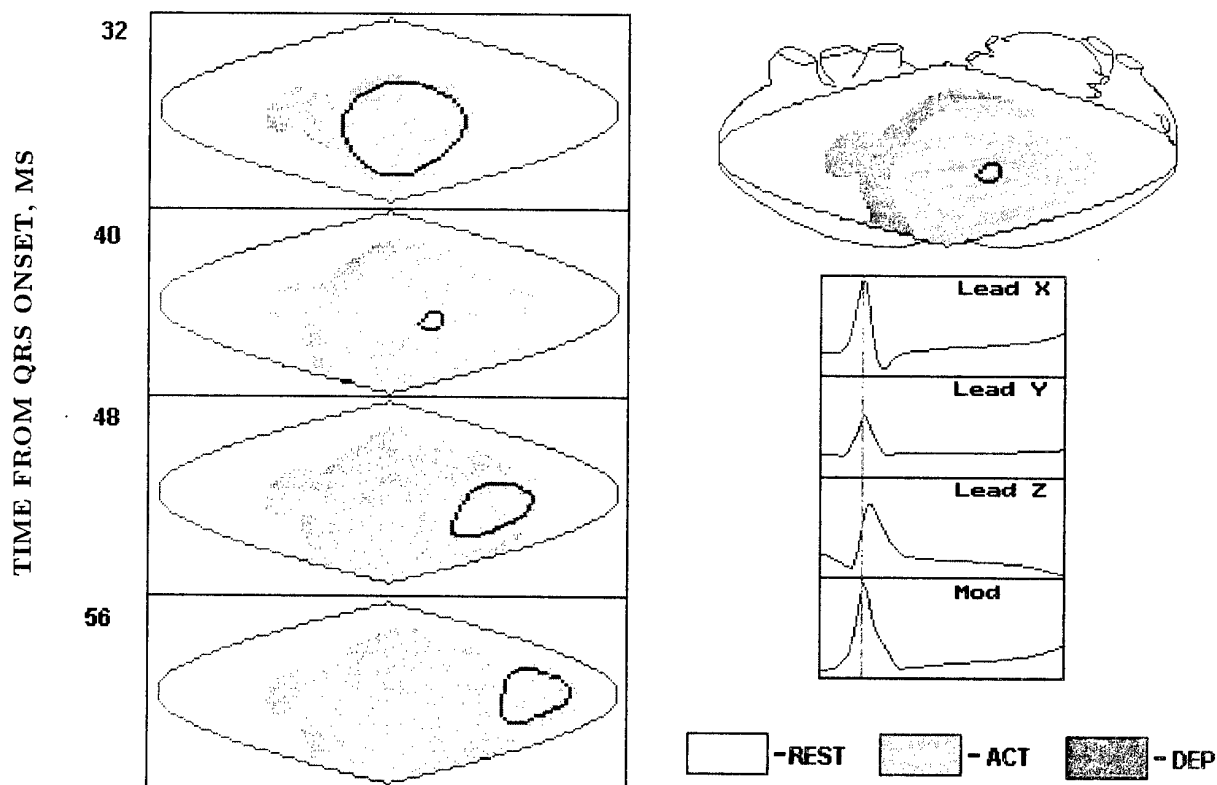 TIME FROM QRS ONSET, MS
32
40
48
56
Lead X
Lead Y
Lead Z
Mod
-REST
-ACT
-DEP